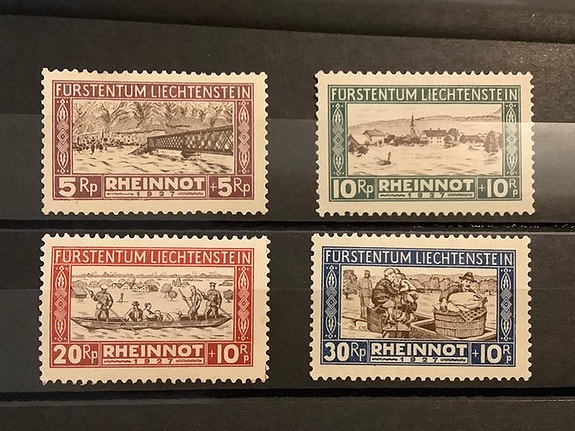 FÜRSTENTUM LIECHTENSTEIN
5 Rp RHEINNOT +5 Rp
1927
FÜRSTENTUM LIECHTENSTEIN
10 Rp RHEINNOT +10 Rp
1927
FÜRSTENTUM LIECHTENSTEIN
20 Rp RHEINNOT +10 Rp
1927
FÜRSTENTUM LIECHTENSTEIN
30 Rp RHEINNOT +10 Rp
1927